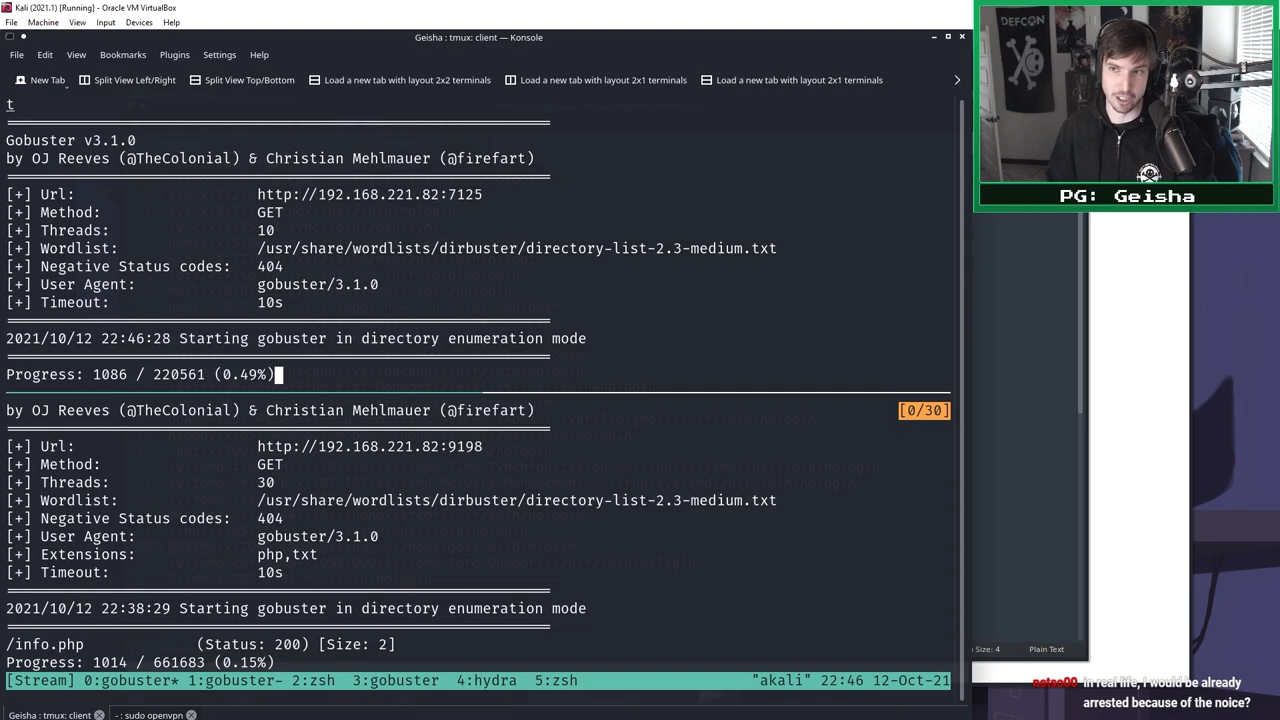 Kali (2021.1) [Running] - Oracle VM VirtualBox
File Machine View Input Devices Help
Geisha : tmux: client — Konsole
File Edit View Bookmarks Plugins Settings Help
New Tab Split View Left/Right Split View Top/Bottom Load a new tab with layout 2x2 terminals Load a new tab with layout 2x1 terminals Load a new tab with layout 2x1 terminals
t
Gobuster v3.1.0
by OJ Reeves (@TheColonial) & Christian Mehlmauer (@firefart)
[+] Url: http://192.168.221.82:7125
[+] Method: GET
[+] Threads: 10
[+] Wordlist: /usr/share/wordlists/dirbuster/directory-list-2.3-medium.txt
[+] Negative Status codes: 404
[+] User Agent: gobuster/3.1.0
[+] Timeout: 10s
2021/10/12 22:46:28 Starting gobuster in directory enumeration mode
Progress: 1086 / 220561 (0.49%)
by OJ Reeves (@TheColonial) & Christian Mehlmauer (@firefart) [0/30]
[+] Url: http://192.168.221.82:9198
[+] Method: GET
[+] Threads: 30
[+] Wordlist: /usr/share/wordlists/dirbuster/directory-list-2.3-medium.txt
[+] Negative Status codes: 404
[+] User Agent: gobuster/3.1.0
[+] Extensions: php,txt
[+] Timeout: 10s
2021/10/12 22:38:29 Starting gobuster in directory enumeration mode
/info.php (Status: 200) [Size: 2]
Progress: 1014 / 661683 (0.15%)
[Stream] 0:gobuster* 1:gobuster 2:zsh 3:gobuster 4:hydra 5:zsh "akali" 22:46 12-Oct-21
Geisha : tmux: client - : sudo openvpn
DEFCON
PG: Geisha
Size: 4 Plain Text
notso00 in real life, I would be already
arrested because of the noice?